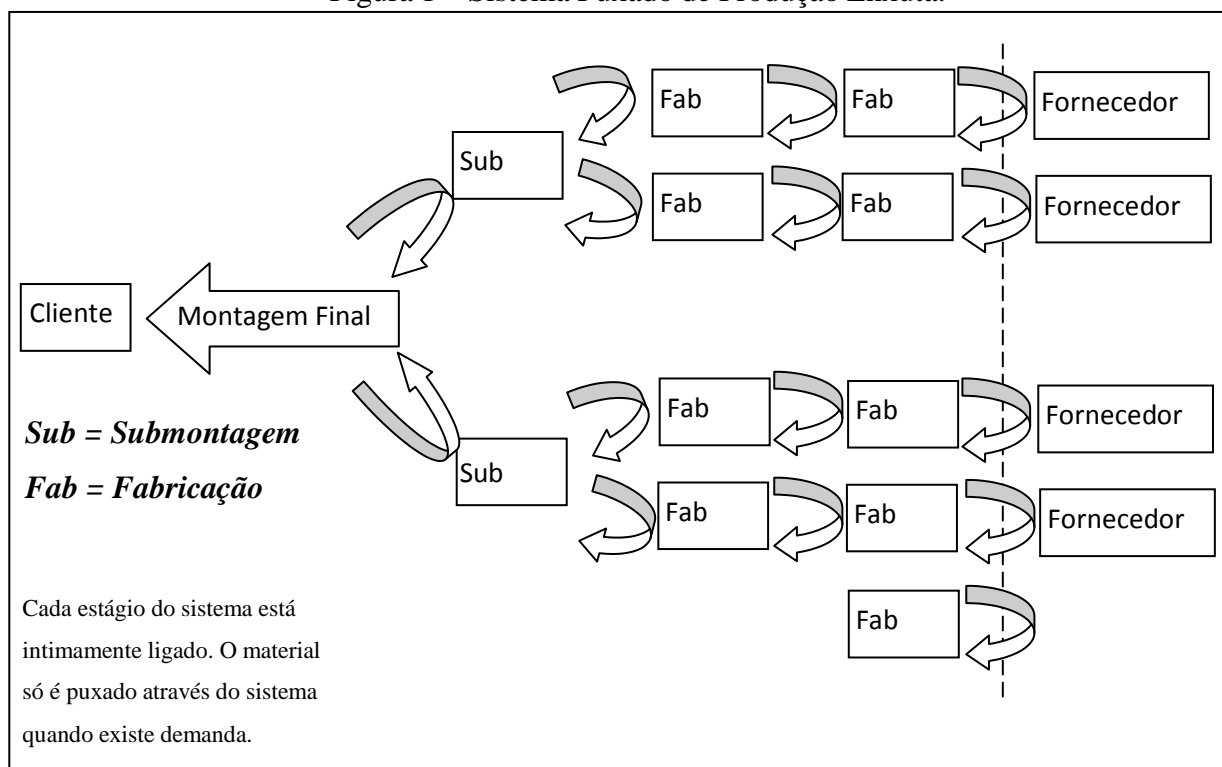 Figura 1 – Sistema Puxado de Produção Enxuta.
Fab
Fab
Fornecedor
Sub
Fab
Fab
Fornecedor
Cliente
Montagem Final
Fab
Fab
Fornecedor
Sub = Submontagem
Sub
Fab = Fabricação
Fab
Fab
Fornecedor
Cada estágio do sistema está
intimamente ligado. O material
só é puxado através do sistema
quando existe demanda.
Fab